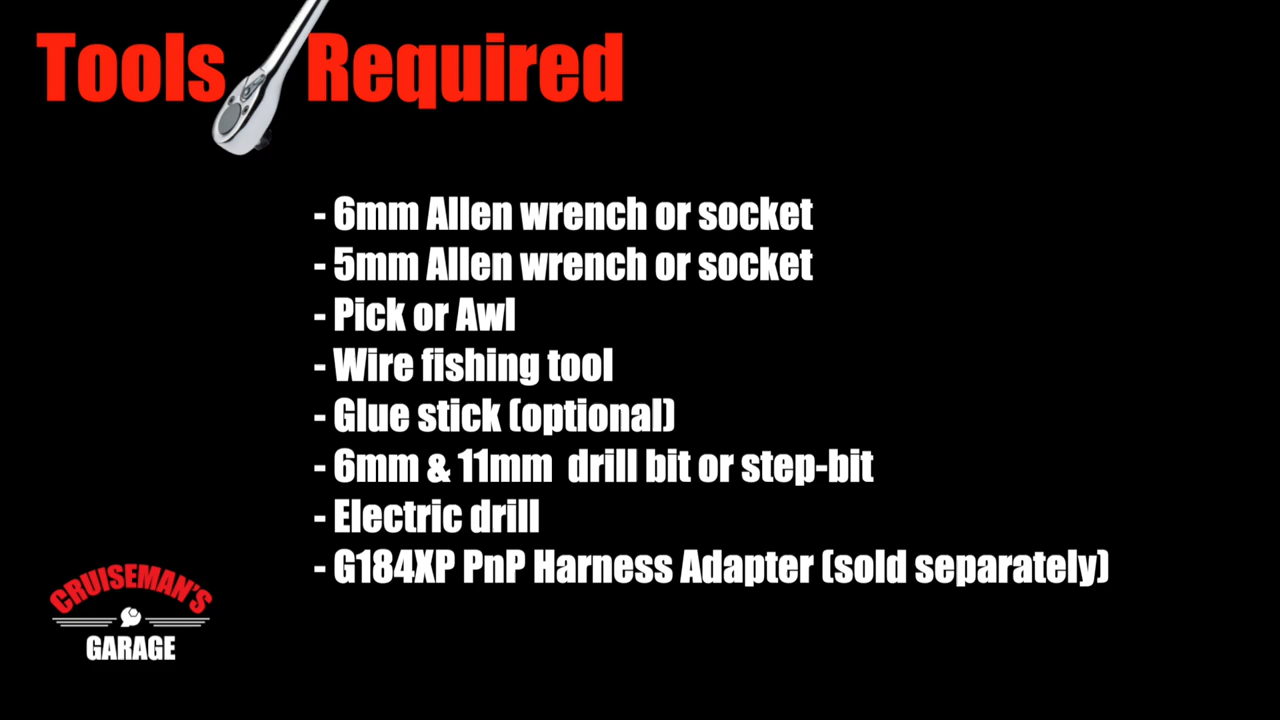 Tools Required
- 6mm Allen wrench or socket
- 5mm Allen wrench or socket
- Pick or Awl
- Wire fishing tool
- Glue stick (optional)
- 6mm & 11mm  drill bit or step-bit
- Electric drill
- G184XP PnP Harness Adapter (sold separately)
CRUISEMAN'S
GARAGE